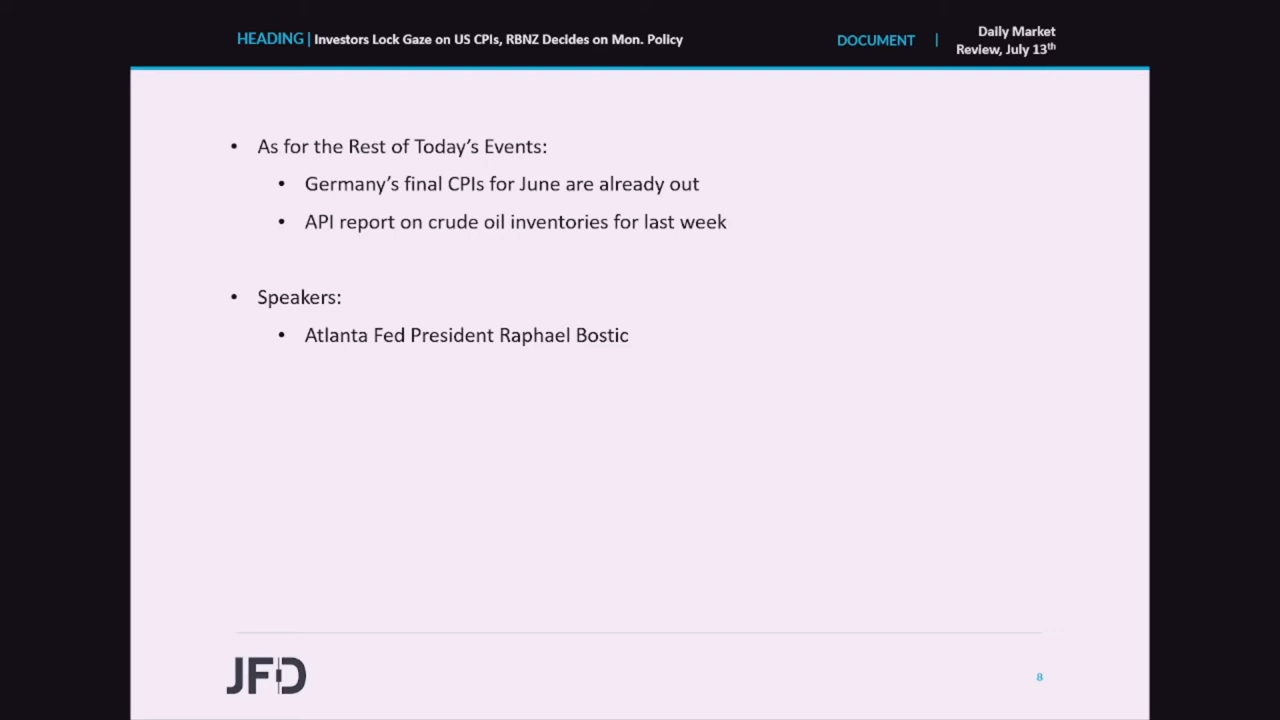 HEADING | Investors Lock Gaze on US CPIs, RBNZ Decides on Mon. Policy
DOCUMENT | Daily Market
Review, July 13th
• As for the Rest of Today's Events:
• Germany's final CPIs for June are already out
• API report on crude oil inventories for last week
• Speakers:
• Atlanta Fed President Raphael Bostic
JFD
8